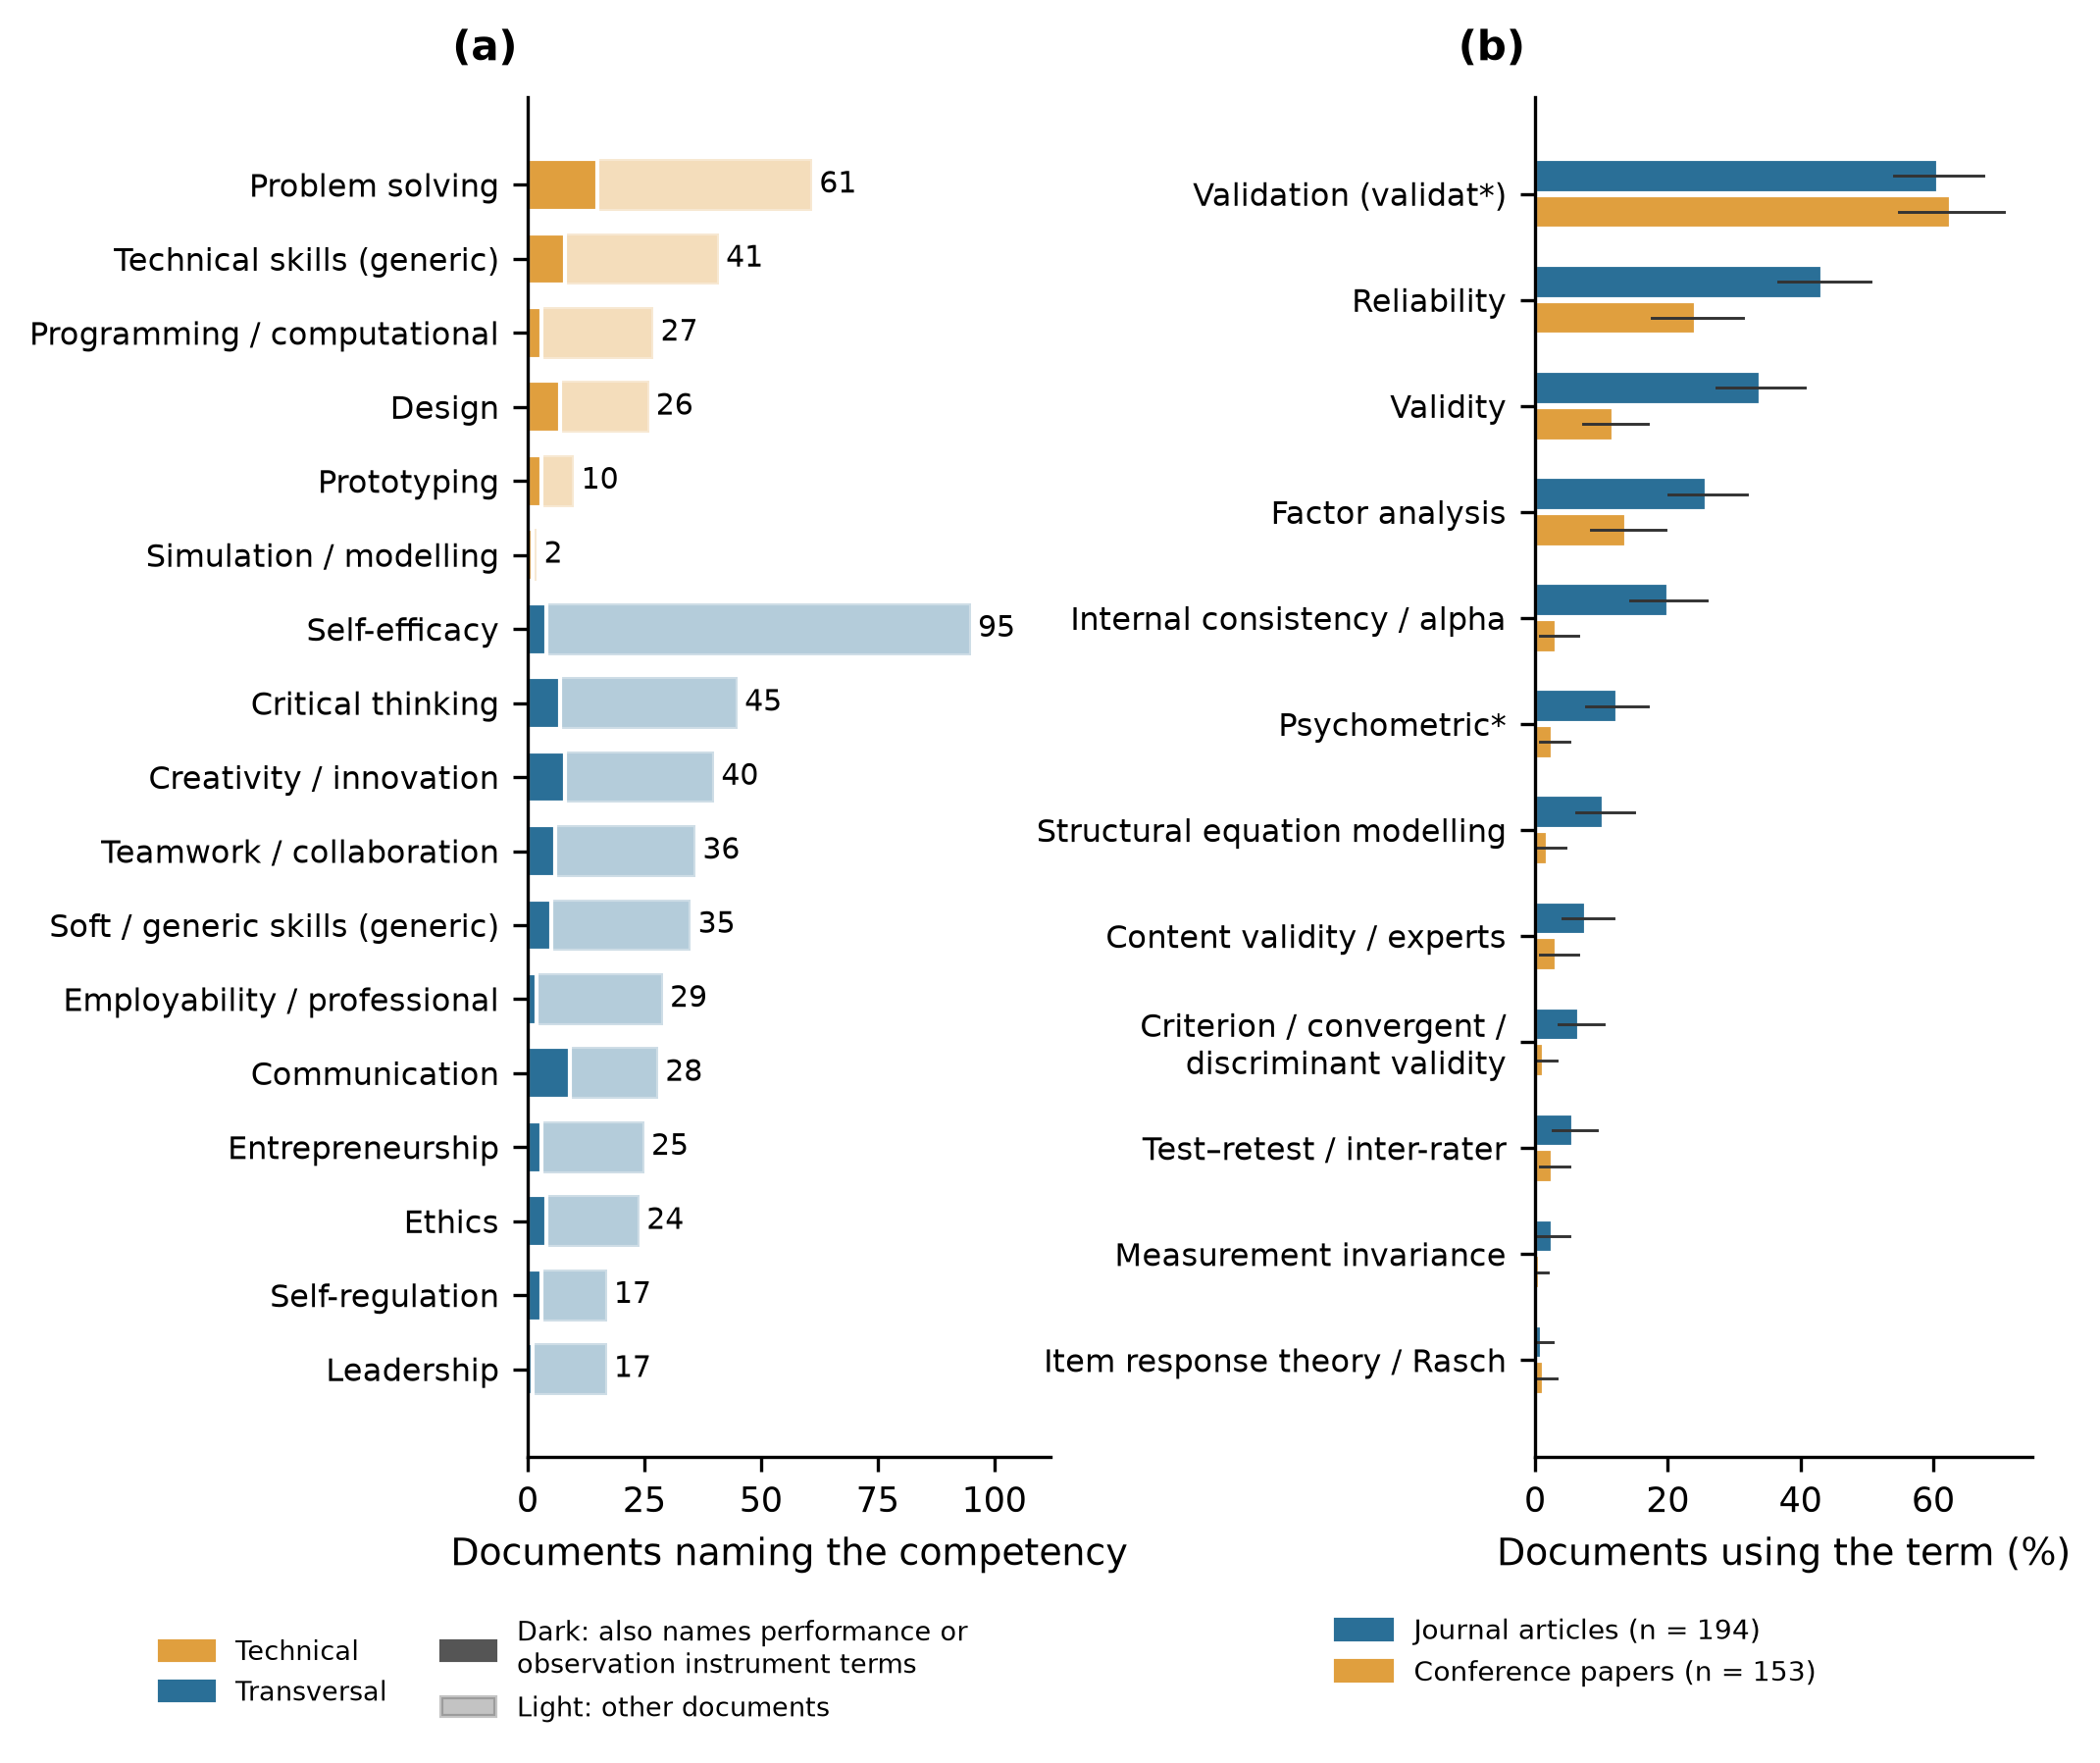 (a)
Problem solving 61
Technical skills (generic) 41
Programming / computational 27
Design 26
Prototyping 10
Simulation / modelling 2
Self-efficacy 95
Critical thinking 45
Creativity / innovation 40
Teamwork / collaboration 36
Soft / generic skills (generic) 35
Employability / professional 29
Communication 28
Entrepreneurship 25
Ethics 24
Self-regulation 17
Leadership 17
0 25 50 75 100
Documents naming the competency
Technical
Transversal
Dark: also names performance or
observation instrument terms
Light: other documents
(b)
Validation (validat*)
Reliability
Validity
Factor analysis
Internal consistency / alpha
Psychometric*
Structural equation modelling
Content validity / experts
Criterion / convergent /
discriminant validity
Test–retest / inter-rater
Measurement invariance
Item response theory / Rasch
0 20 40 60
Documents using the term (%)
Journal articles (n = 194)
Conference papers (n = 153)